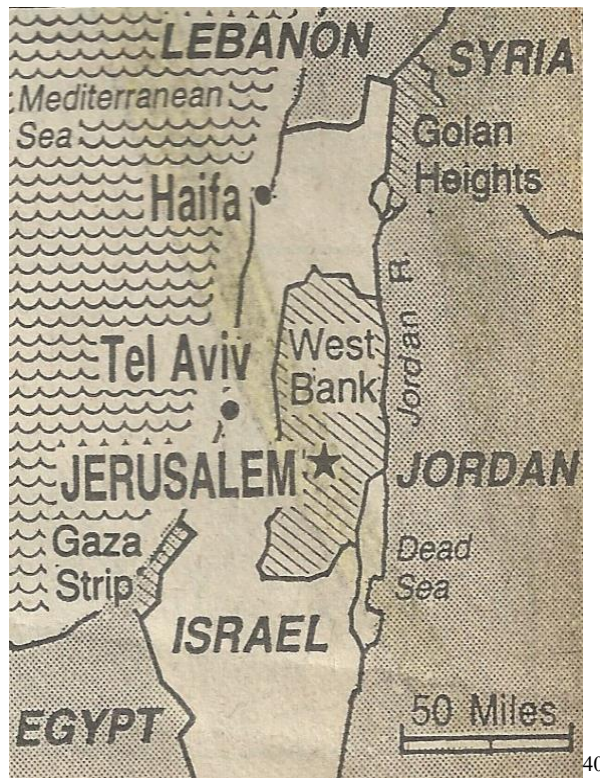 LEBANON
SYRIA
Mediterranean
Sea
Golan
Heights
Haifa
Jordan R.
Tel Aviv
West
Bank
JERUSALEM
JORDAN
Gaza
Strip
Dead
Sea
ISRAEL
EGYPT
50 Miles
40